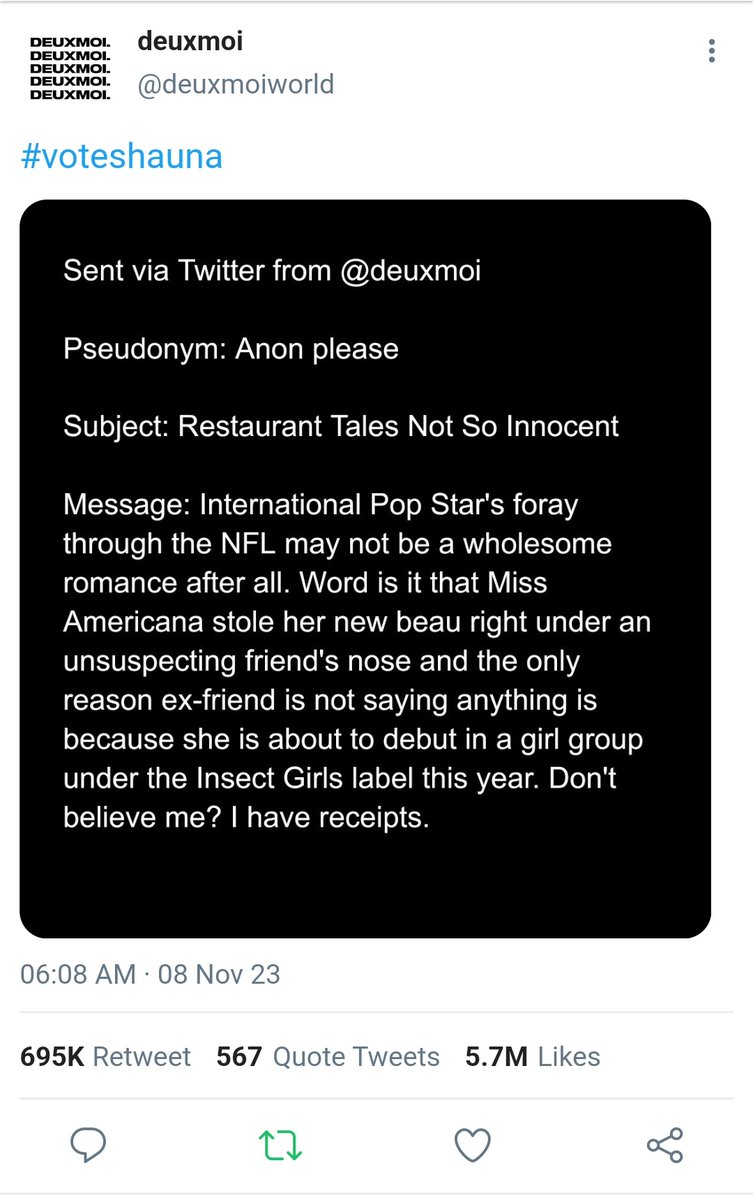 DEUXMOI.
DEUXMOI.
DEUXMOI.
DEUXMOI.
DEUXMOI.
deuxmoi
@deuxmoiworld
#voteshauna
Sent via Twitter from @deuxmoi
Pseudonym: Anon please
Subject: Restaurant Tales Not So Innocent
Message: International Pop Star's foray
through the NFL may not be a wholesome
romance after all. Word is it that Miss
Americana stole her new beau right under an
unsuspecting friend's nose and the only
reason ex-friend is not saying anything is
because she is about to debut in a girl group
under the Insect Girls label this year. Don't
believe me? I have receipts.
06:08 AM · 08 Nov 23
695K Retweet 567 Quote Tweets 5.7M Likes